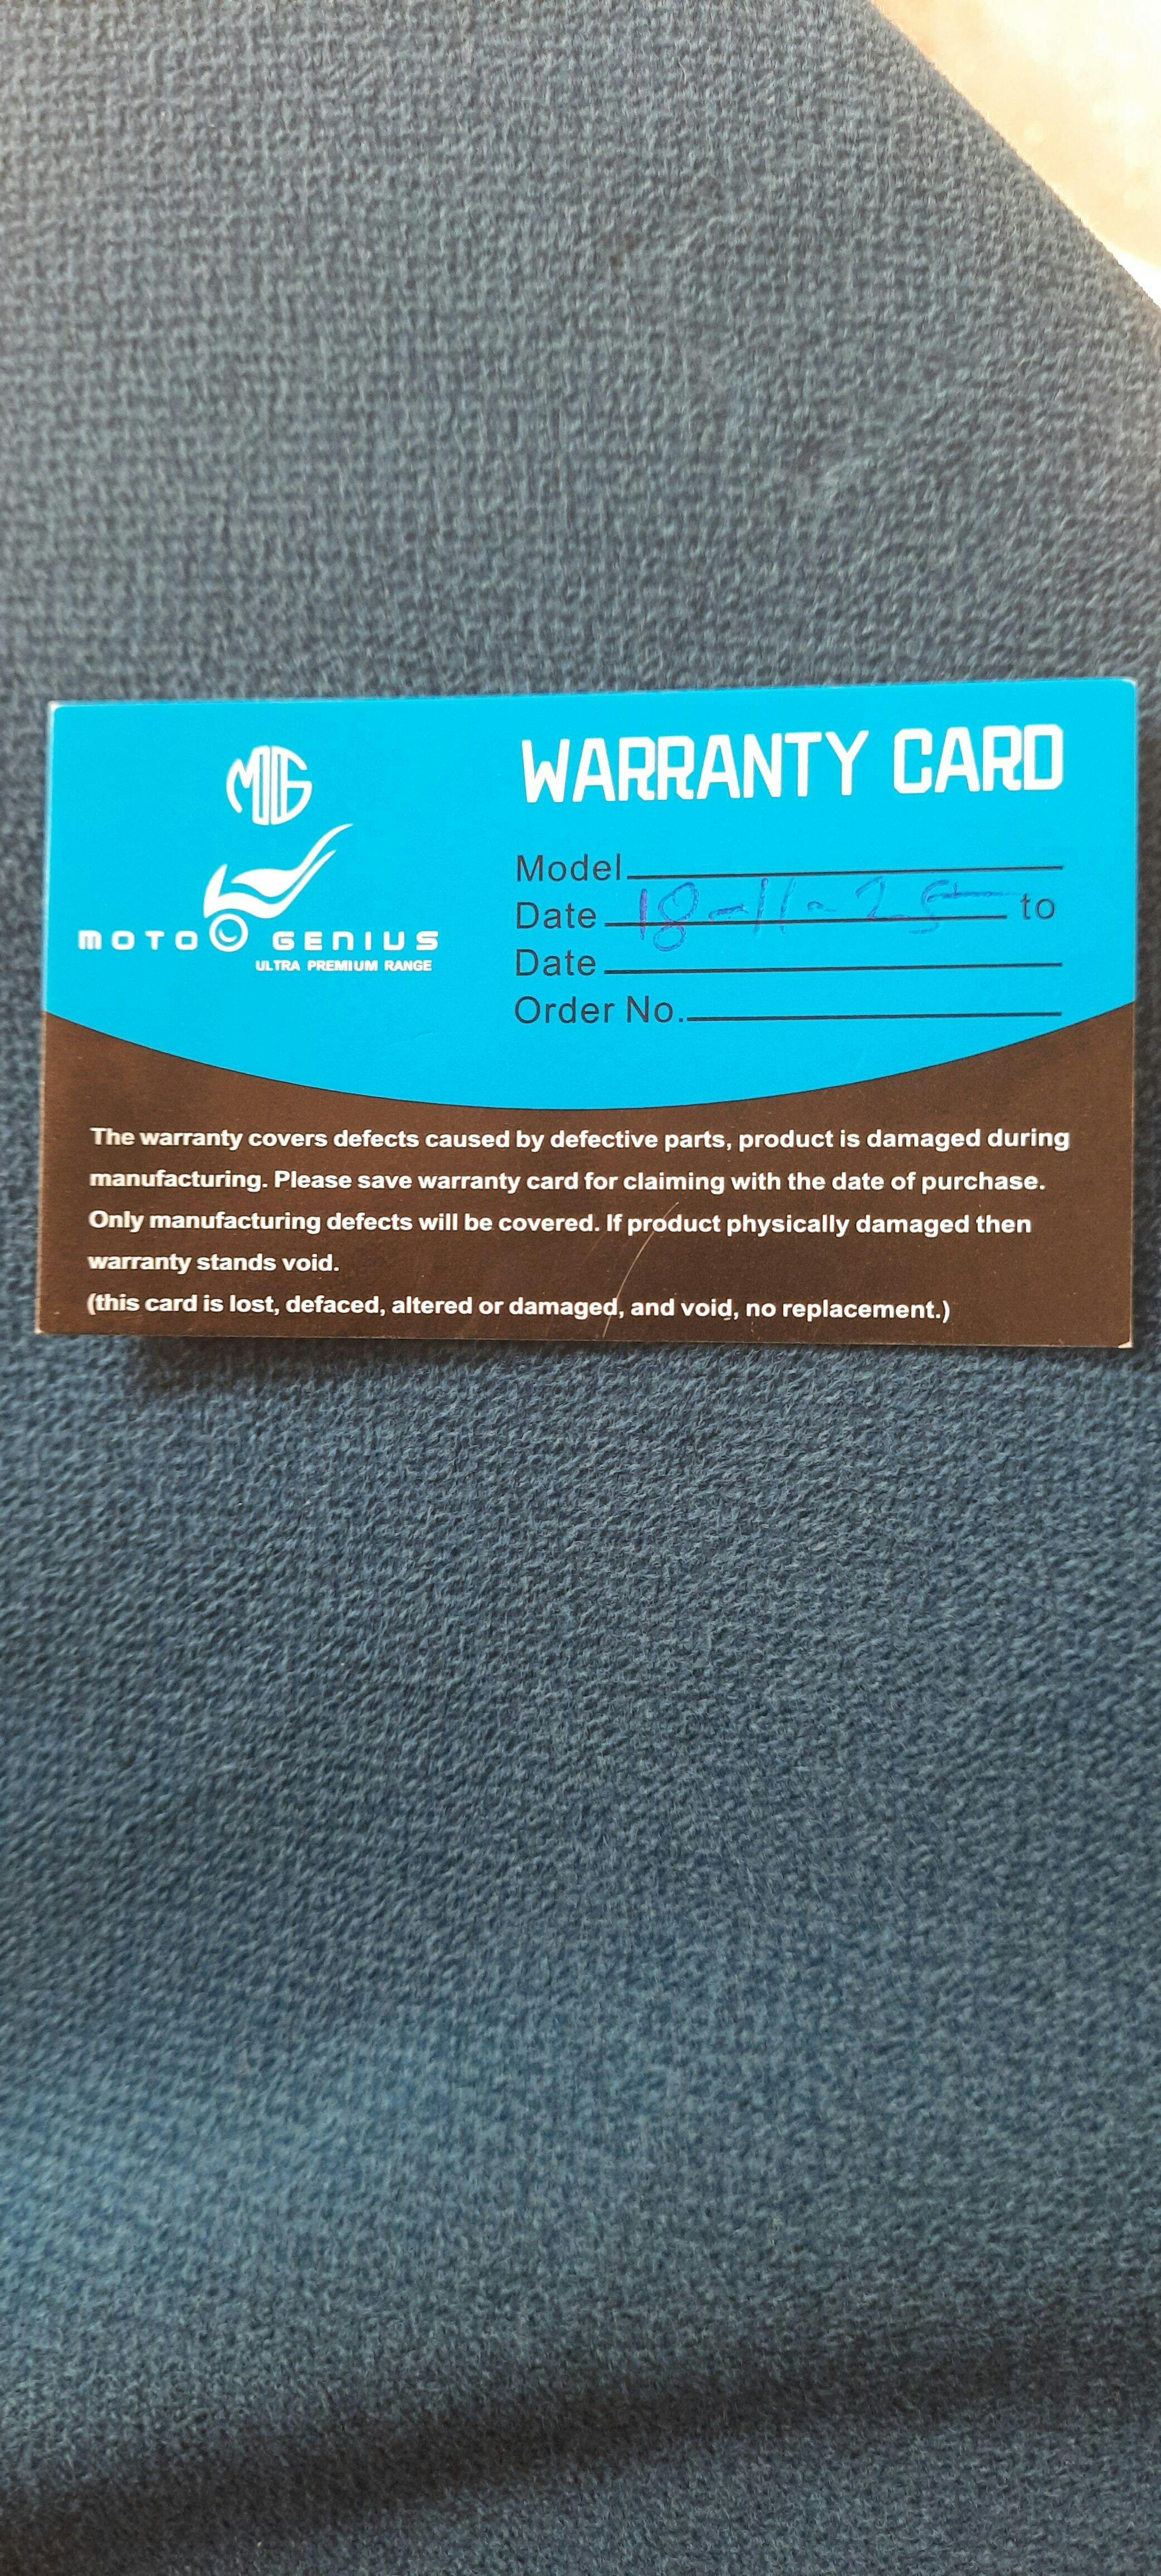 MG
MOTO GENIUS
ULTRA PREMIUM RANGE
WARRANTY CARD
Model
Date 18-11-25 to
Date
Order No.
The warranty covers defects caused by defective parts, product is damaged during
manufacturing. Please save warranty card for claiming with the date of purchase.
Only manufacturing defects will be covered. If product physically damaged then
warranty stands void.
(this card is lost, defaced, altered or damaged, and void, no replacement.)